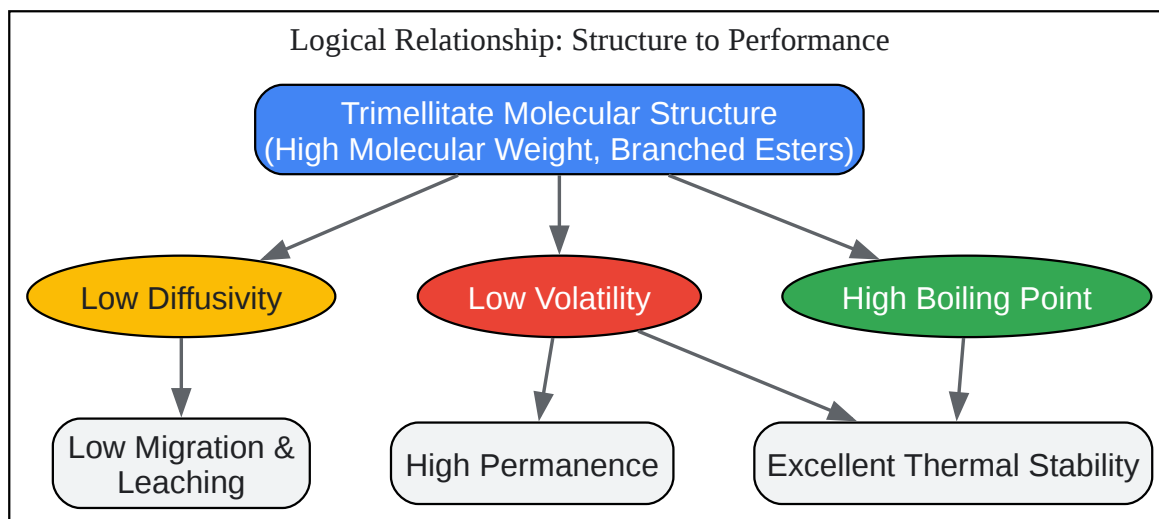 Logical Relationship: Structure to Performance
Trimellitate Molecular Structure
(High Molecular Weight, Branched Esters)
Low Diffusivity
Low Volatility
High Boiling Point
Low Migration &
Leaching
High Permanence
Excellent Thermal Stability